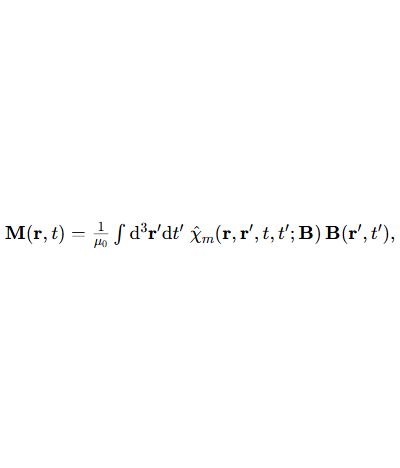 𝐌(𝐫, t) = 1/μ₀ ∫ d³𝐫′dt′ χ̂ₘ(𝐫, 𝐫′, t, t′; 𝐁) 𝐁(𝐫′, t′),